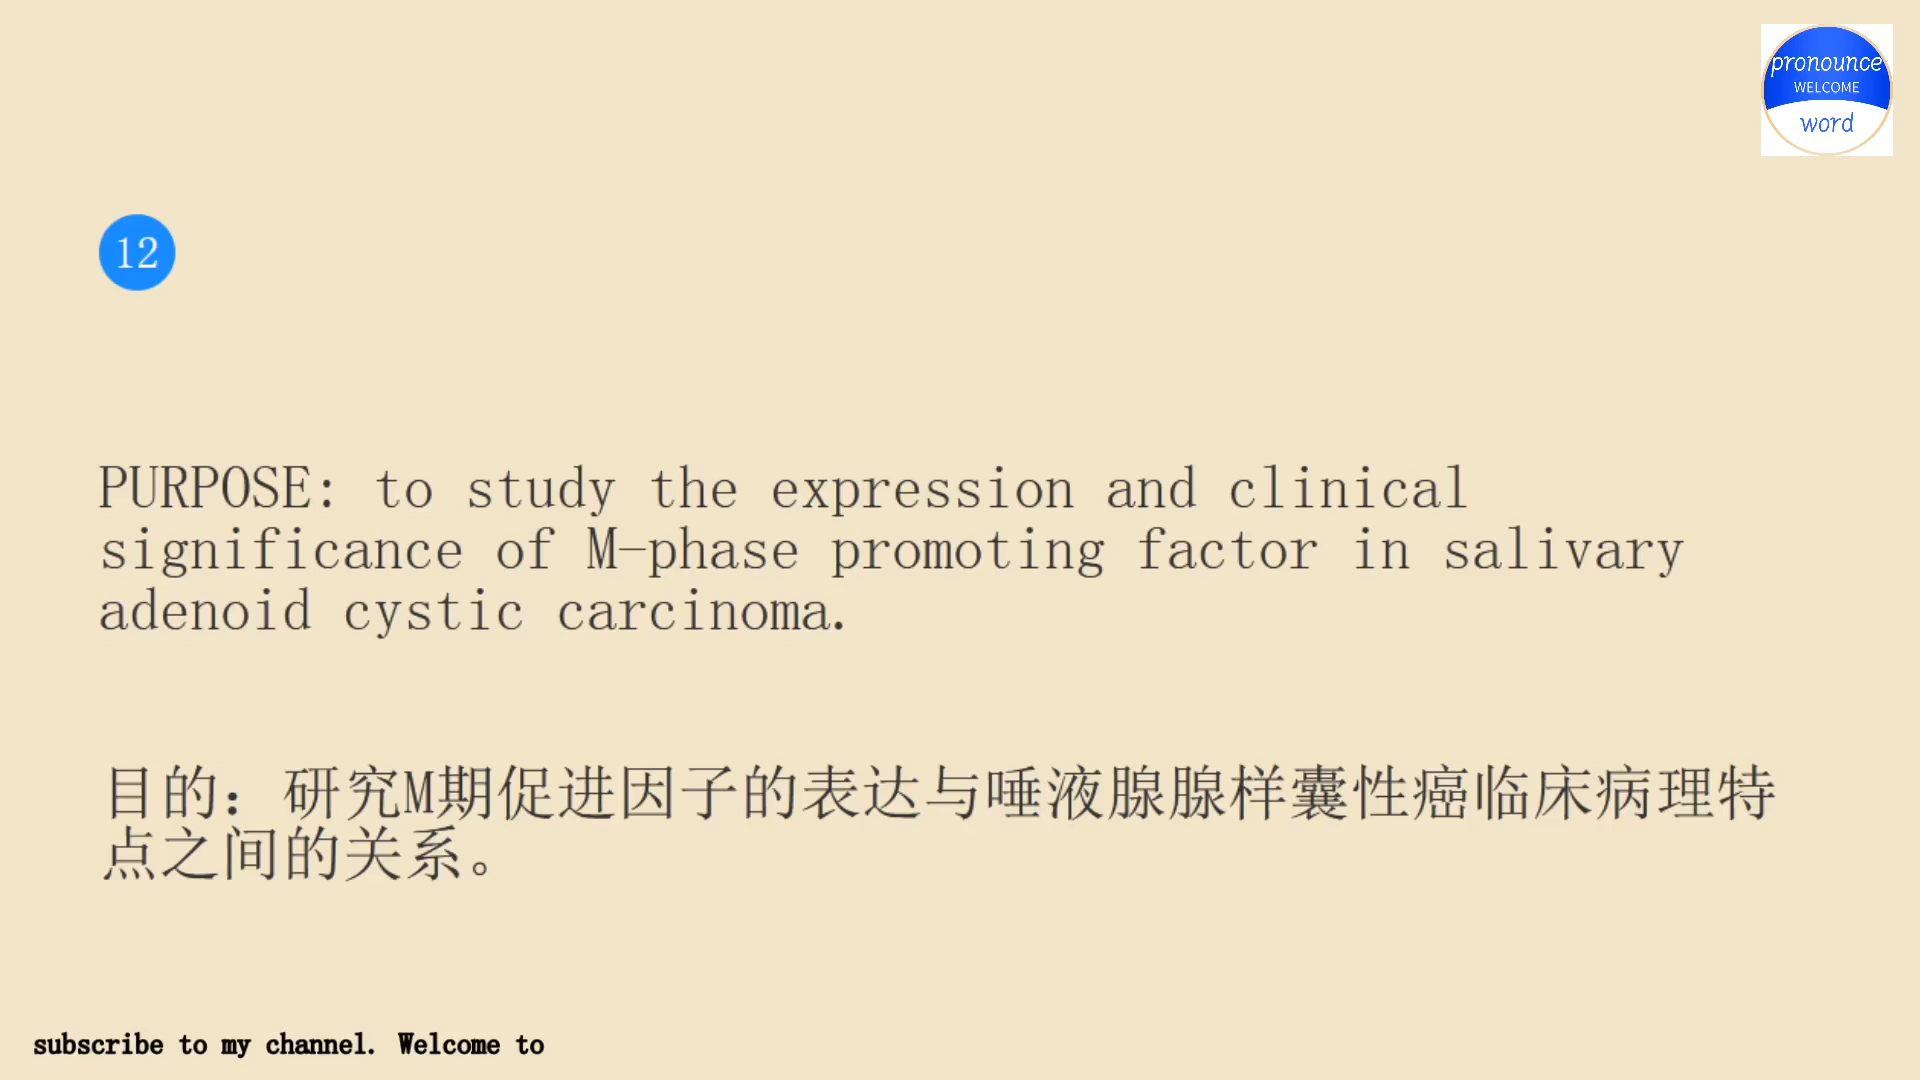 pronounce
WELCOME
word
12
PURPOSE: to study the expression and clinical
significance of M-phase promoting factor in salivary
adenoid cystic carcinoma.
目的：研究M期促进因子的表达与唾液腺腺样囊性癌临床病理特
点之间的关系。
subscribe to my channel. Welcome to